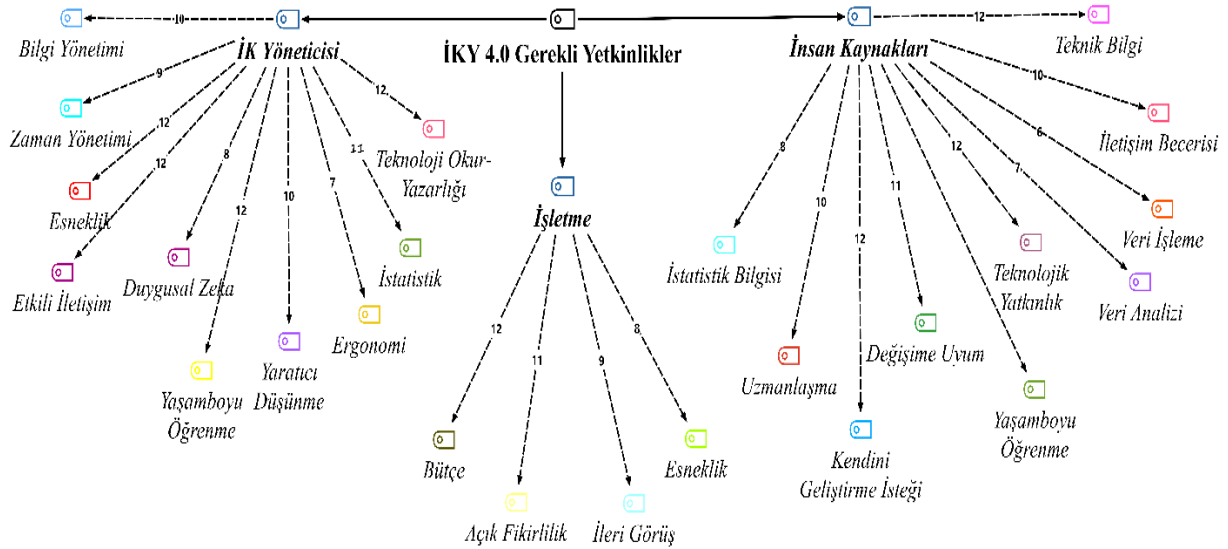 10
12
Bilgi Yönetimi
İK Yöneticisi
İKY 4.0 Gerekli Yetkinlikler
İnsan Kaynakları
Teknik Bilgi
9
12
10
Zaman Yönetimi
12
Teknoloji Okur-
Yazarlığı
İletişim Becerisi
12
8
11
8
12
7
6
Esneklik
12
10
7
İşletme
10
12
11
Veri İşleme
Etkili İletişim
Duygusal Zeka
İstatistik
İstatistik Bilgisi
Teknolojik
Yatkınlık
Veri Analizi
Ergonomi
12
11
9
8
Değişime Uvum
Yaşamboyu
Öğrenme
Yaratıcı
Düşünme
Uzmanlaşma
Yaşamboyu
Öğrenme
Bütçe
Esneklik
Kendini
Geliştirme İsteği
Açık Fikirlilik
İleri Görüş